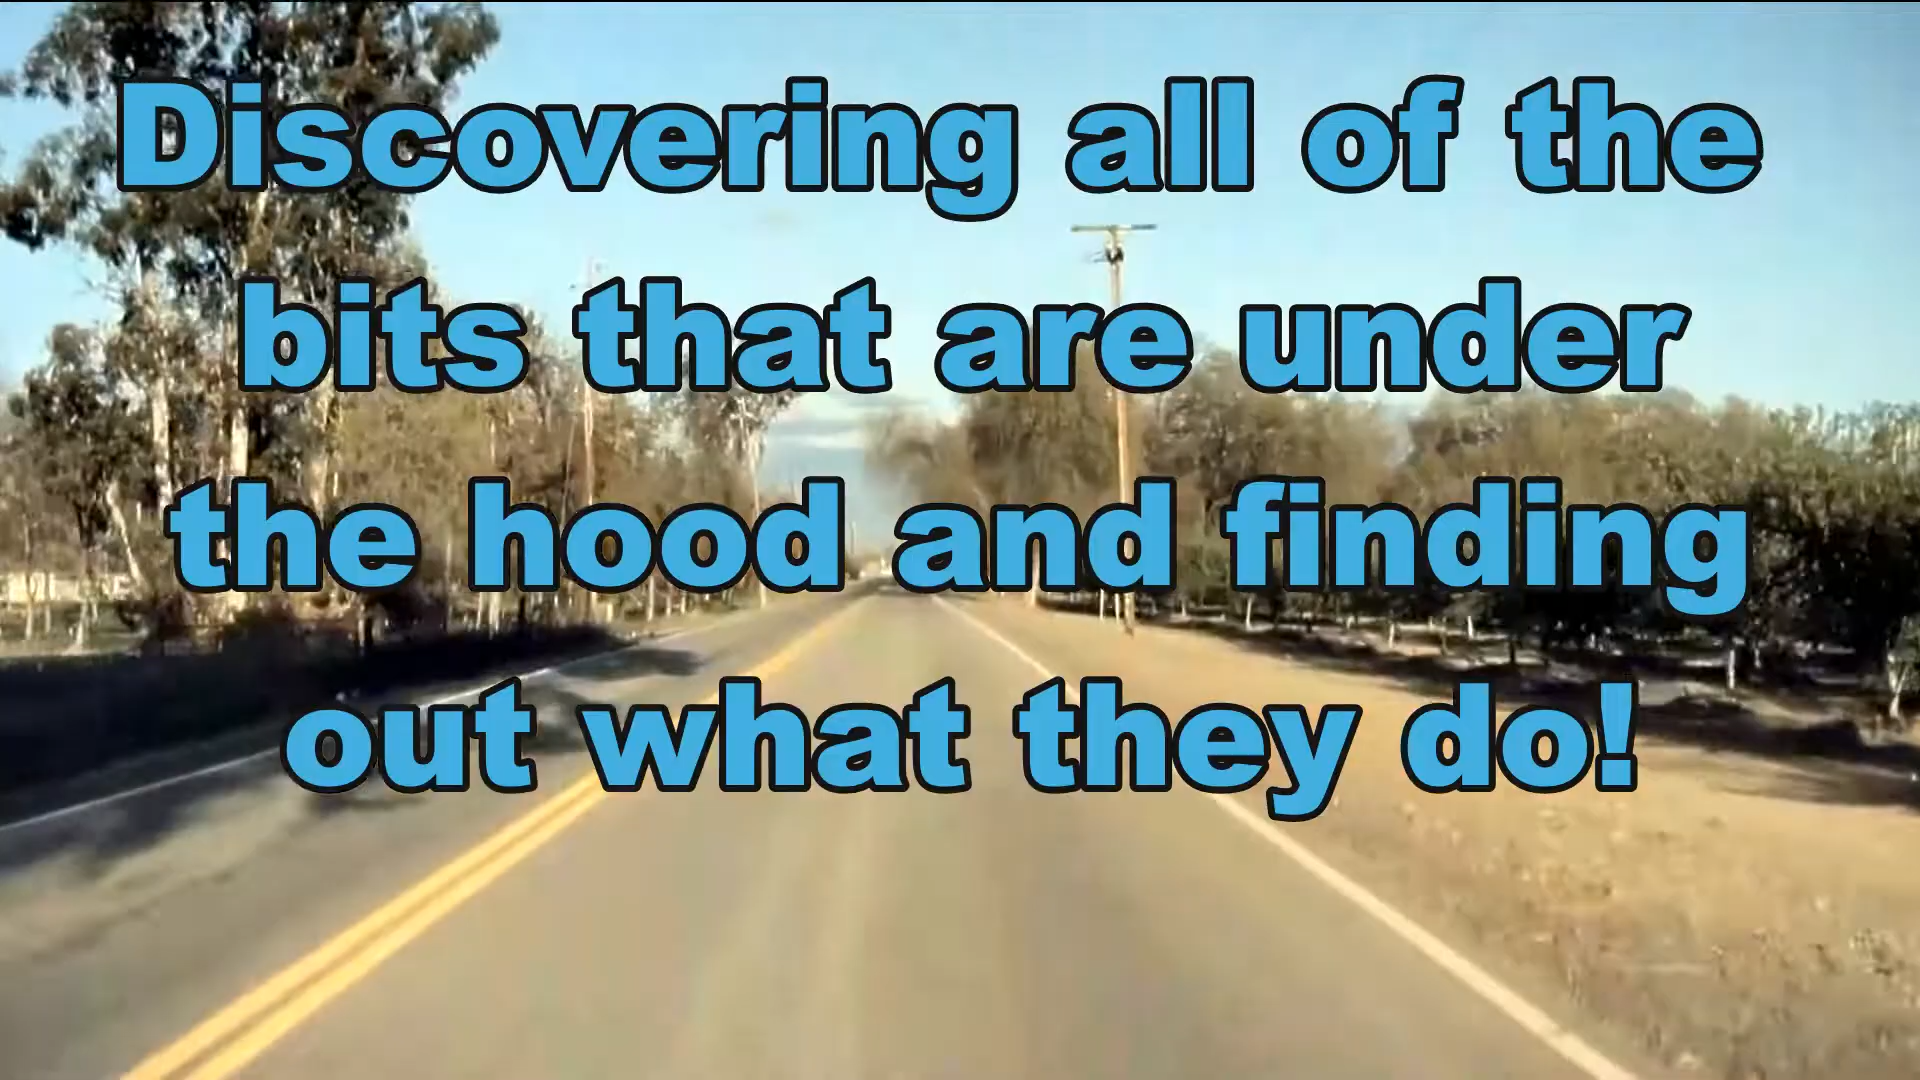 Discovering all of the
bits that are under
the hood and finding
out what they do!